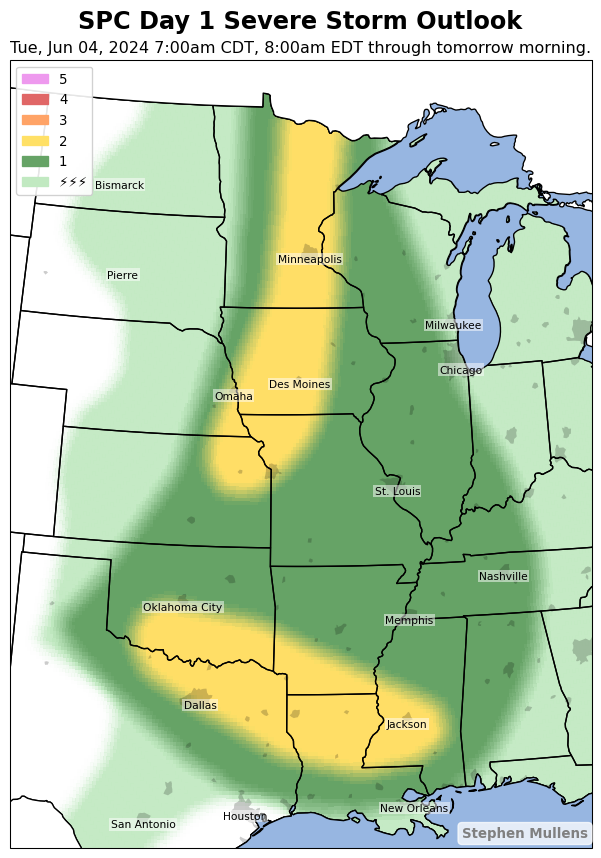 SPC Day 1 Severe Storm Outlook
Tue, Jun 04, 2024 7:00am CDT, 8:00am EDT through tomorrow morning.
5
4
3
2
1
⚡⚡⚡
Bismarck
Minneapolis
Pierre
Milwaukee
Chicago
Omaha
Des Moines
St. Louis
Nashville
Oklahoma City
Memphis
Dallas
Jackson
New Orleans
Houston
San Antonio
Stephen Mullens